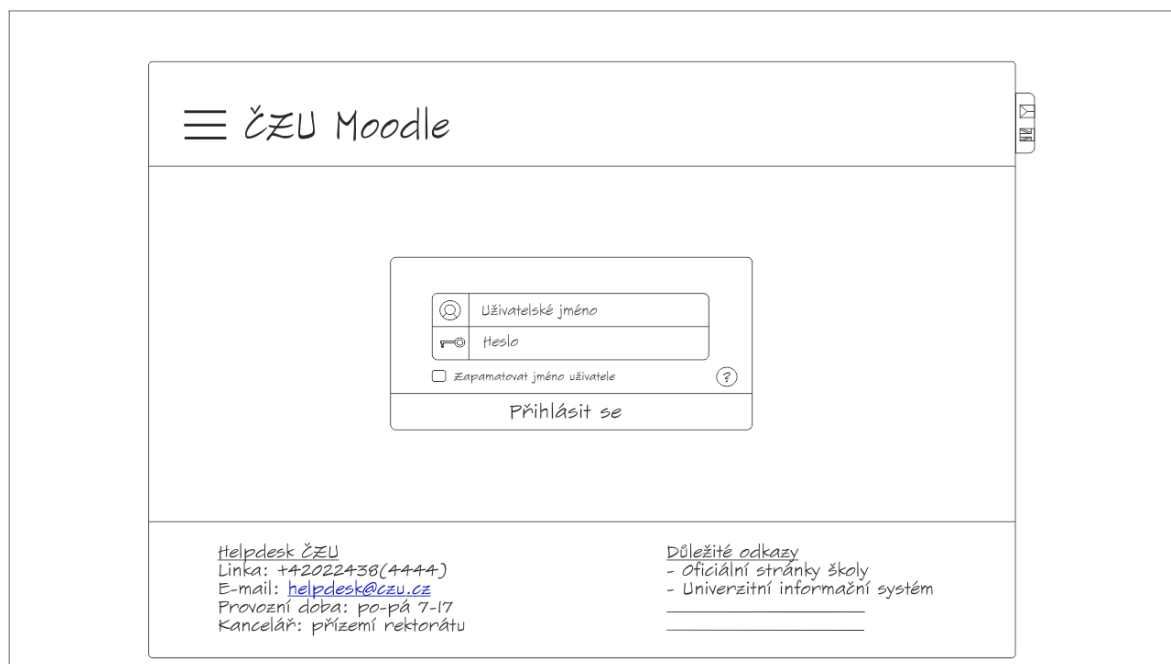 ČZU Moodle
Uživatelské jméno
Heslo
Zapamatovat jméno uživatele
?
Přihlásit se
Helpdesk ČZU
Linka: +42022438(4444)
E-mail: helpdesk@czu.cz
Provozní doba: po-pá 7-17
Kancelář: přízemí rektorátu
Důležité odkazy
- Oficiální stránky školy
- Univerzitní informační systém